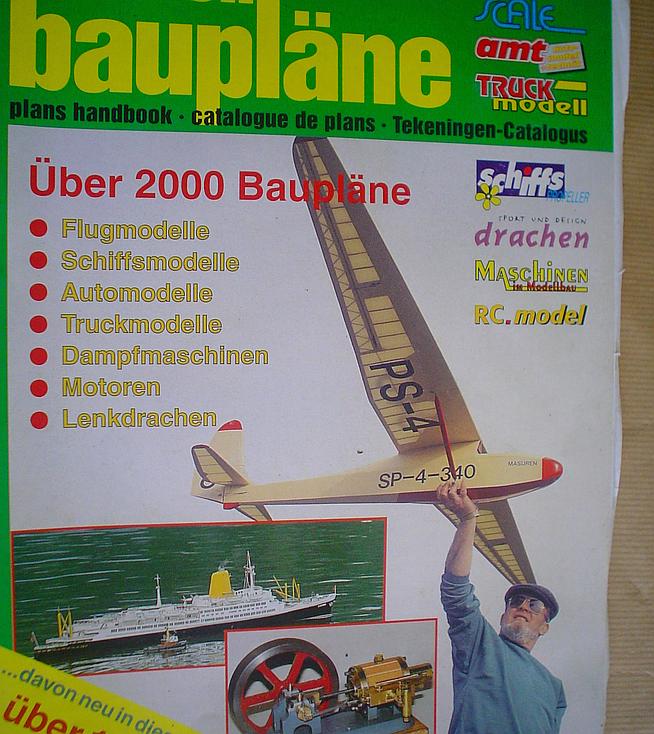 baupläne
plans handbook · catalogue de plans · Tekeningen-Catalogus
SCALE
amt
TRUCK
modell
Über 2000 Baupläne
Flugmodelle
Schiffsmodelle
Automodelle
Truckmodelle
Dampfmaschinen
Motoren
Lenkdrachen
Schiffs
PROPELLER
SPORT UND DESIGN
drachen
MASCHINEN
im Modellbau
RC.model
PS-4
SP-4-340
MASUREN
...davon neu in
über